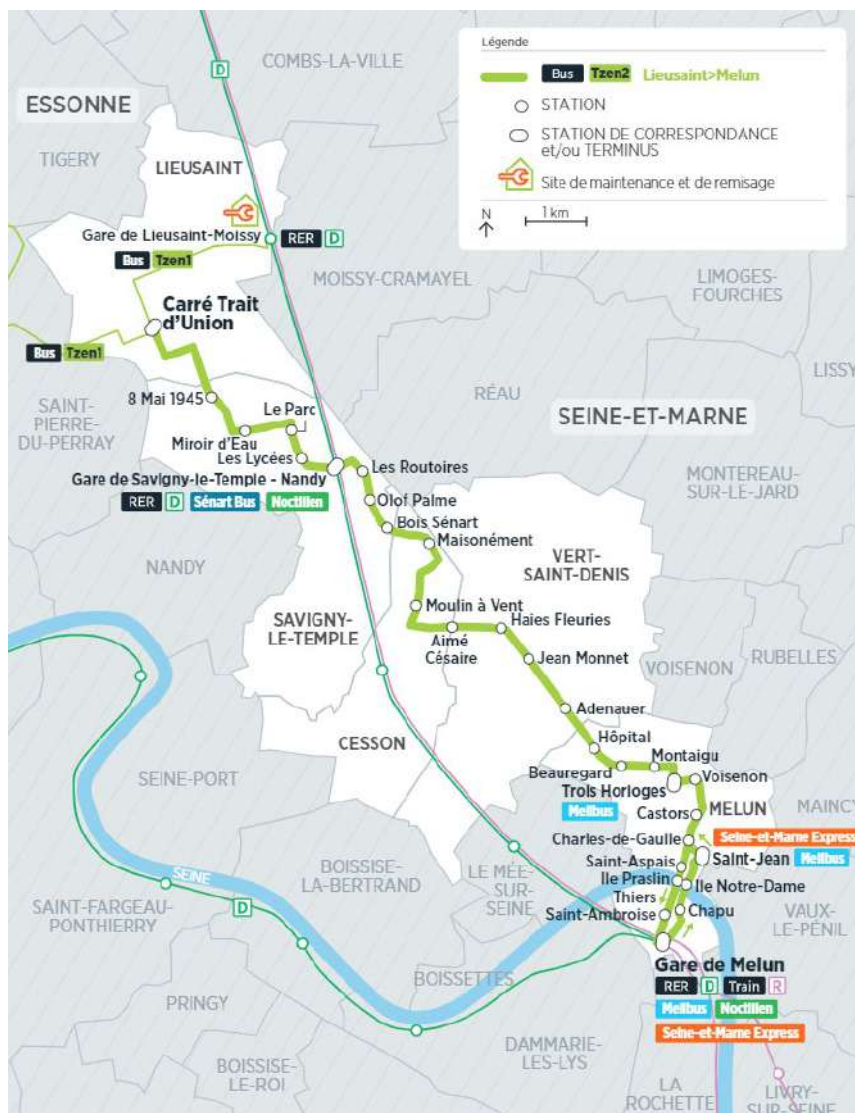 Légende
Bus Tzen2 Lieusaint>Melun
STATION
STATION DE CORRESPONDANCE
et/ou TERMINUS
Site de maintenance et de remisage
N
1 km
D
COMBS-LA-VILLE
ESSONNE
TIGERY
LIEUSAINT
Gare de Lieusaint-Moissy
RER D
Bus Tzen1
MOISSY-CRAMAYEL
LIMOGES-
FOURCHES
Carré Trait
d'Union
Bus Tzen1
LISSY
RÉAU
SAINT-
PIERRE-
DU-PERRAY
8 Mai 1945
Le Parc
SEINE-ET-MARNE
Miroir d'Eau
Les Lycées
Gare de Savigny-le-Temple - Nandy
RER D Sénart Bus Noctilien
Les Routoires
MONTEREAU-
SUR-LE-JARD
Olof Palme
Bois Sénart
Maisonément
NANDY
VERT-
SAINT-DENIS
SAVIGNY-
LE-TEMPLE
Moulin à Vent
Haies Fleuries
Aimé
Césaire
Jean Monnet
VOISENON
RUBELLES
Adenauer
CESSON
Hôpital
SEINE-PORT
Beauregard
Montaigu
Voisenon
Trois Horloges
Melibus
MELUN
MAINCY
Castors
Charles-de-Gaulle
Seine-et-Marne Express
Saint-Jean Melibus
Saint-Aspais
Ile Praslin
Ile Notre-Dame
Thiers
Saint-Ambroise
Chapu
SEINE
BOISSISE-
LA-BERTRAND
LE MÉE-
SUR-
SEINE
VAUX-
LE-PÉNIL
SAINT-FARGEAU-
PONTHIERRY
D
BOISSETTES
Gare de Melun
RER D Train R
Melibus Noctilien
Seine-et-Marne Express
PRINGY
BOISSISE-
LE-ROI
DAMMARIE-
LES-LYS
LA
ROCHETTE
LIVRY-
SUR-SEINE